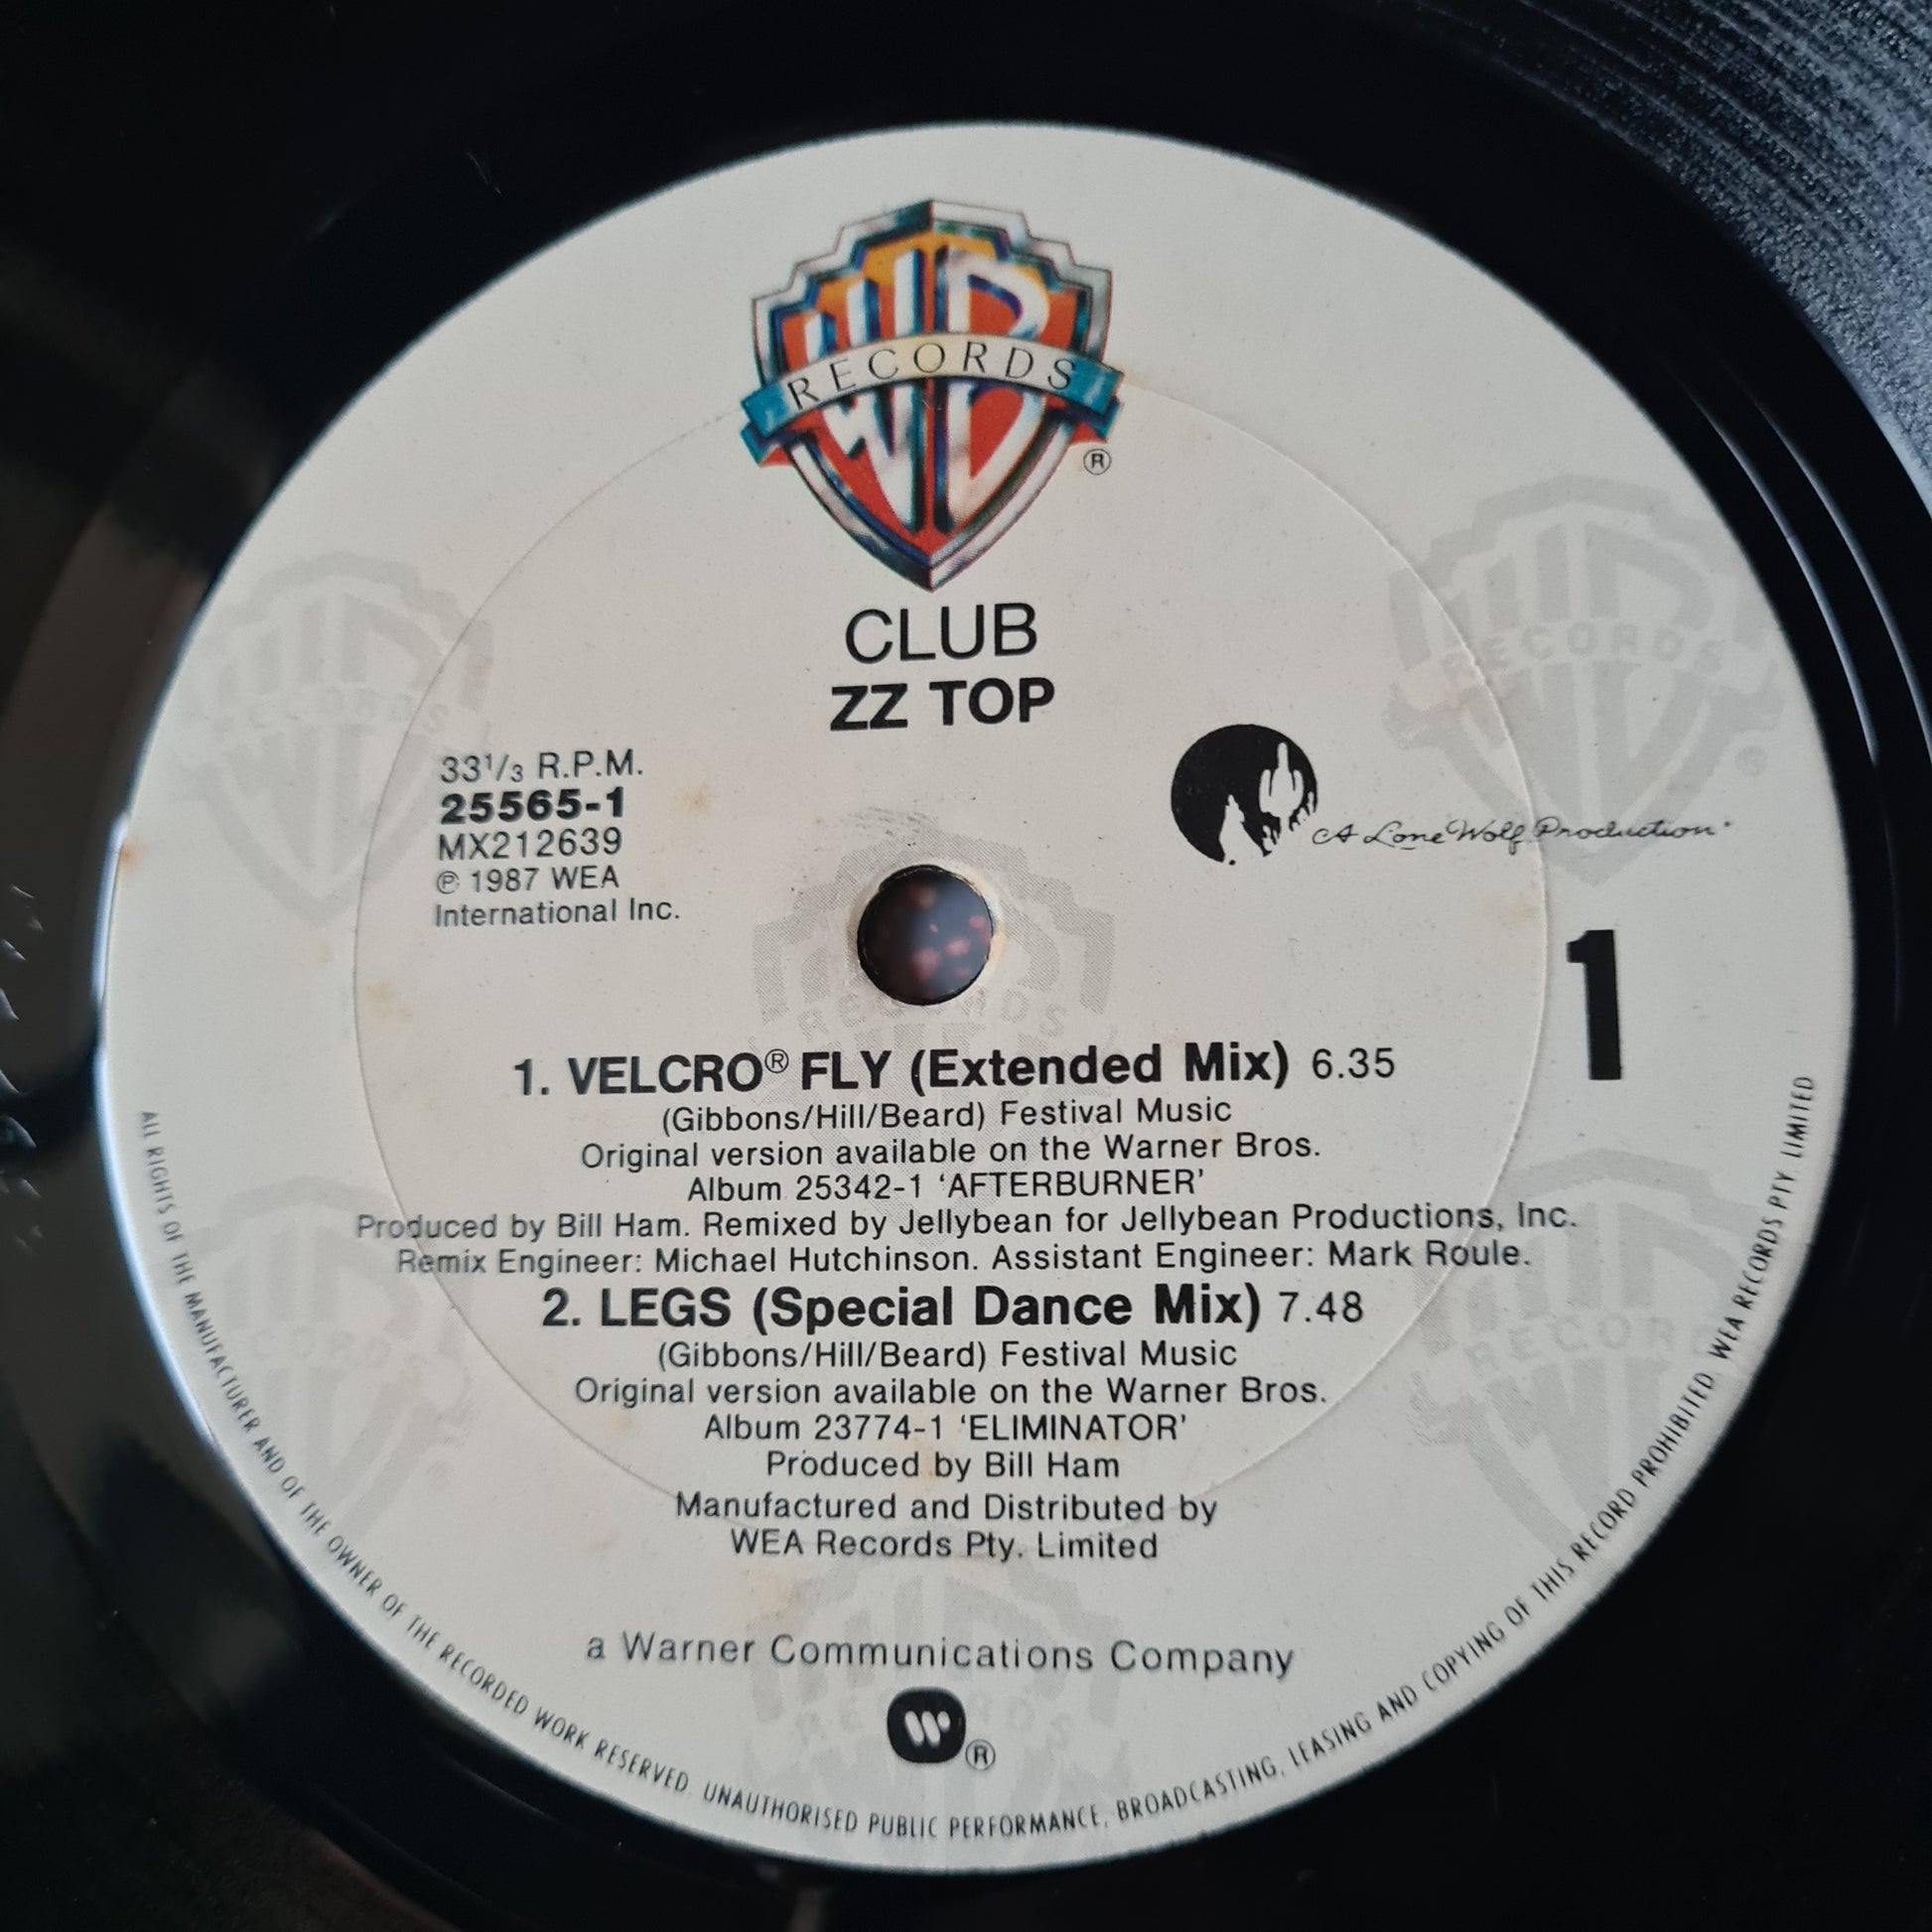 WB
RECORDS
®
CLUB
ZZ TOP
33¹/₃ R.P.M.
25565-1
MX212639
℗ 1987 WEA
International Inc.
A Lone Wolf Production
1
1. VELCRO® FLY (Extended Mix) 6.35
(Gibbons/Hill/Beard) Festival Music
Original version available on the Warner Bros.
Album 25342-1 ‘AFTERBURNER’
Produced by Bill Ham. Remixed by Jellybean for Jellybean Productions, Inc.
Remix Engineer: Michael Hutchinson. Assistant Engineer: Mark Roule.
2. LEGS (Special Dance Mix) 7.48
(Gibbons/Hill/Beard) Festival Music
Original version available on the Warner Bros.
Album 23774-1 ‘ELIMINATOR’
Produced by Bill Ham
Manufactured and Distributed by
WEA Records Pty. Limited
a Warner Communications Company
®
ALL RIGHTS OF THE MANUFACTURER AND OF THE OWNER OF THE RECORDED WORK RESERVED. UNAUTHORISED PUBLIC PERFORMANCE, BROADCASTING, LEASING AND COPYING OF THIS RECORD PROHIBITED WEA RECORDS PTY. LIMITED